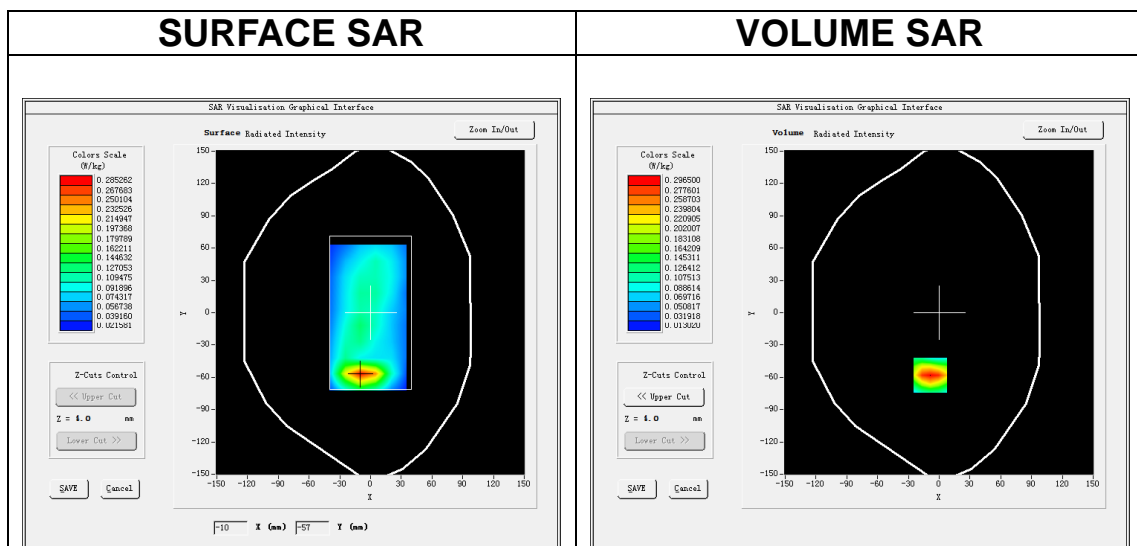 SURFACE SAR
VOLUME SAR
SAR Visualisation Graphical Interface
Surface Radiated Intensity
Zoom In/Out
Colors Scale
(W/kg)
0.285262
0.267683
0.250104
0.232526
0.214947
0.197368
0.179789
0.162211
0.144632
0.127053
0.109475
0.091896
0.074317
0.056738
0.039160
0.021581
Z-Cuts Control
<< Upper Cut
Z = 4.0 mm
Lower Cut >>
SAVE
Cancel
150
120
90
60
30
0
-30
-60
-90
-120
-150
Y
-150 -120 -90 -60 -30 0 30 60 90 120 150
X
-10 X (mm) -57 Y (mm)
SAR Visualisation Graphical Interface
Volume Radiated Intensity
Zoom In/Out
Colors Scale
(W/kg)
0.296500
0.277601
0.258703
0.239804
0.220905
0.202007
0.183108
0.164209
0.145311
0.126412
0.107513
0.088614
0.069716
0.050817
0.031918
0.013020
Z-Cuts Control
<< Upper Cut
Z = 4.0 mm
Lower Cut >>
SAVE
Cancel
150
120
90
60
30
0
-30
-60
-90
-120
-150
Y
-150 -120 -90 -60 -30 0 30 60 90 120 150
X